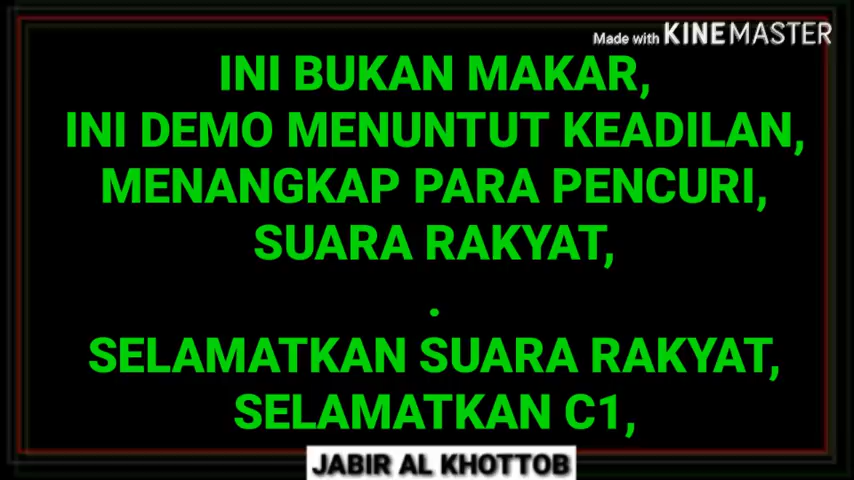 Made with KINEMASTER
INI BUKAN MAKAR,
INI DEMO MENUNTUT KEADILAN,
MENANGKAP PARA PENCURI,
SUARA RAKYAT,
.
SELAMATKAN SUARA RAKYAT,
SELAMATKAN C1,
JABIR AL KHOTTOB